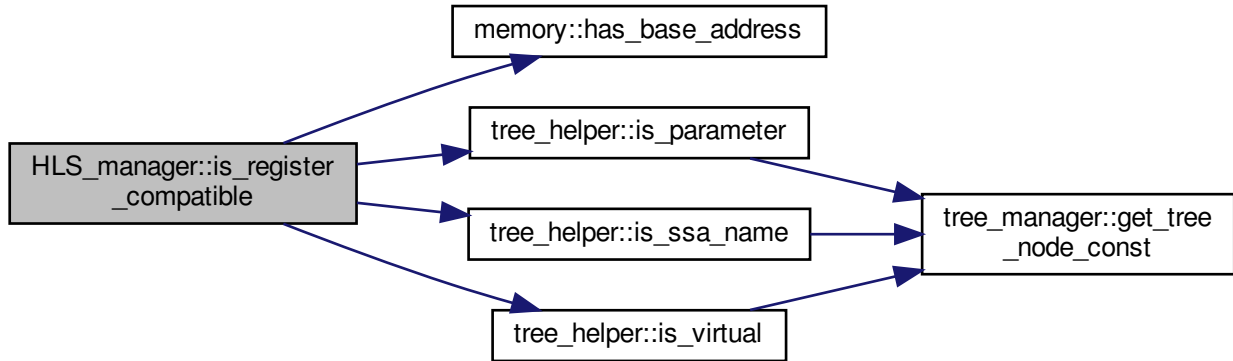 memory::has_base_address
tree_helper::is_parameter
HLS_manager::is_register
_compatible
tree_helper::is_ssa_name
tree_manager::get_tree
_node_const
tree_helper::is_virtual